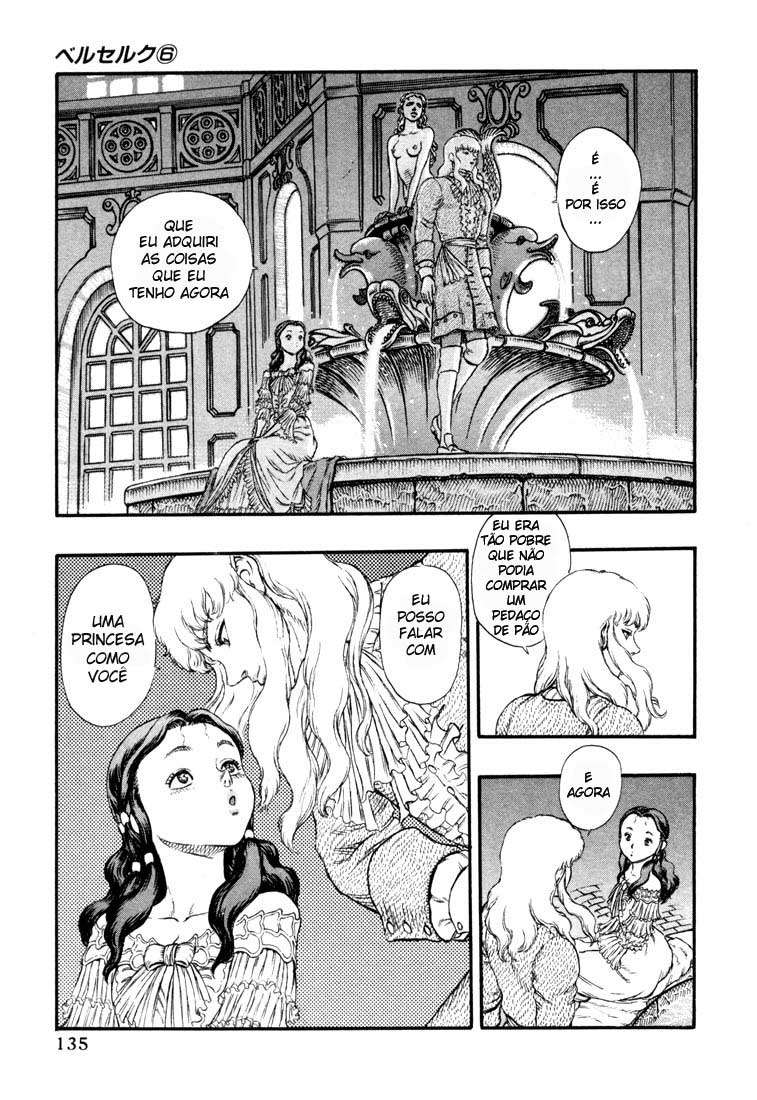 ベルセルク⑥
É
...
É
POR ISSO
...
QUE
EU ADQUIRI
AS COISAS
QUE EU
TENHO AGORA
EU ERA
TÃO POBRE
QUE NÃO
PODIA
COMPRAR
UM
PEDAÇO
DE PÃO
E
AGORA
EU
POSSO
FALAR
COM
UMA
PRINCESA
COMO
VOCÊ
135